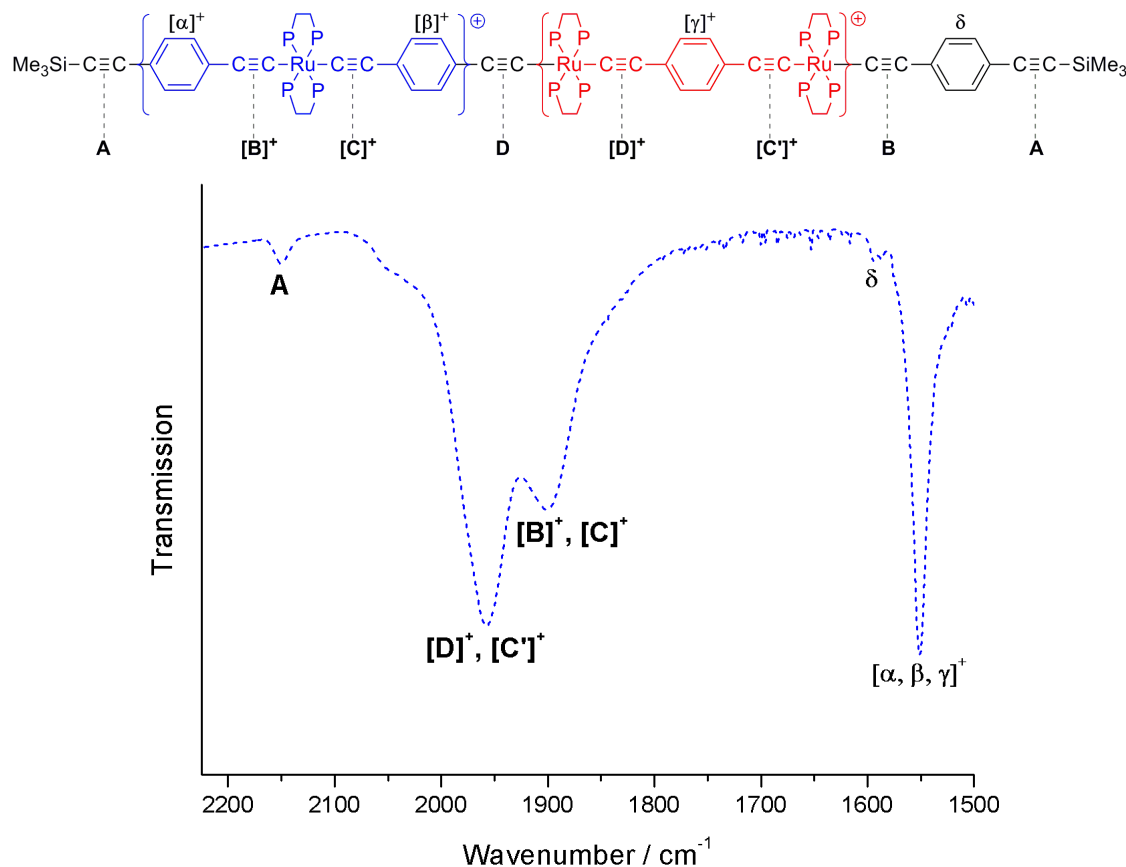 [α]⁺ [β]⁺ ⊕ [γ]⁺ ⊕ δ
P P P P P P
Me₃Si C≡C C≡C Ru C≡C C≡C Ru C≡C C≡C Ru C≡C C≡C SiMe₃
P P P P P P
A [B]⁺ [C]⁺ D [D]⁺ [C']⁺ B A
A
δ
[B]⁺, [C]⁺
[D]⁺, [C']⁺
[α, β, γ]⁺
Transmission
2200 2100 2000 1900 1800 1700 1600 1500
Wavenumber / cm⁻¹